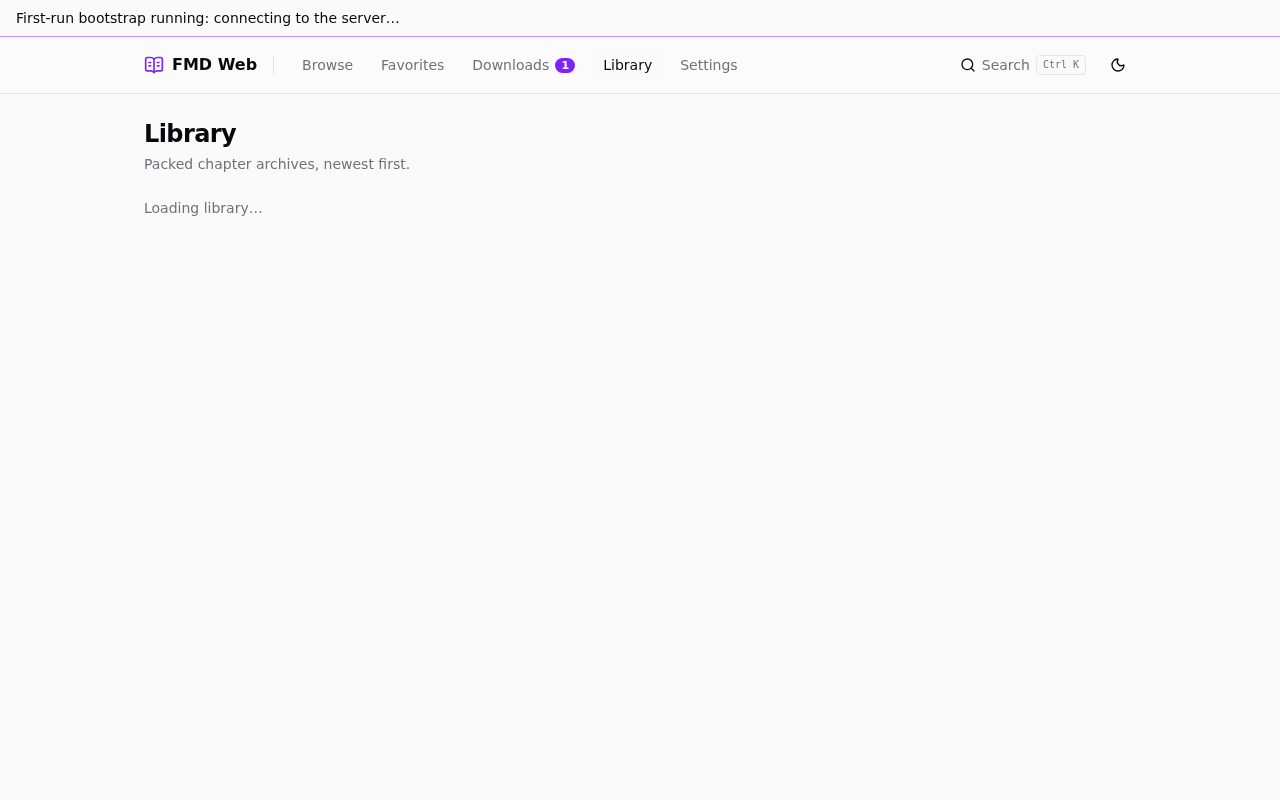 First-run bootstrap running: connecting to the server…
FMD Web Browse Favorites Downloads 1 Library Settings Search Ctrl K
Library
Packed chapter archives, newest first.
Loading library…